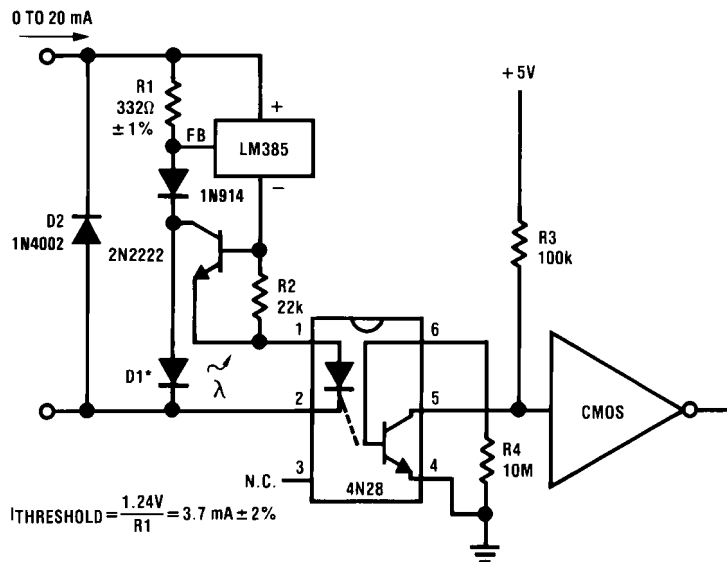 0 TO 20 mA
R1
332Ω
±1%
FB
+
LM385
−
+5V
1N914
D2
1N4002
2N2222
R2
22k
R3
100k
1
6
D1*
λ
2
5
CMOS
3
N.C.
4
4N28
R4
10M
ITHRESHOLD = 1.24V / R1 = 3.7 mA ± 2%